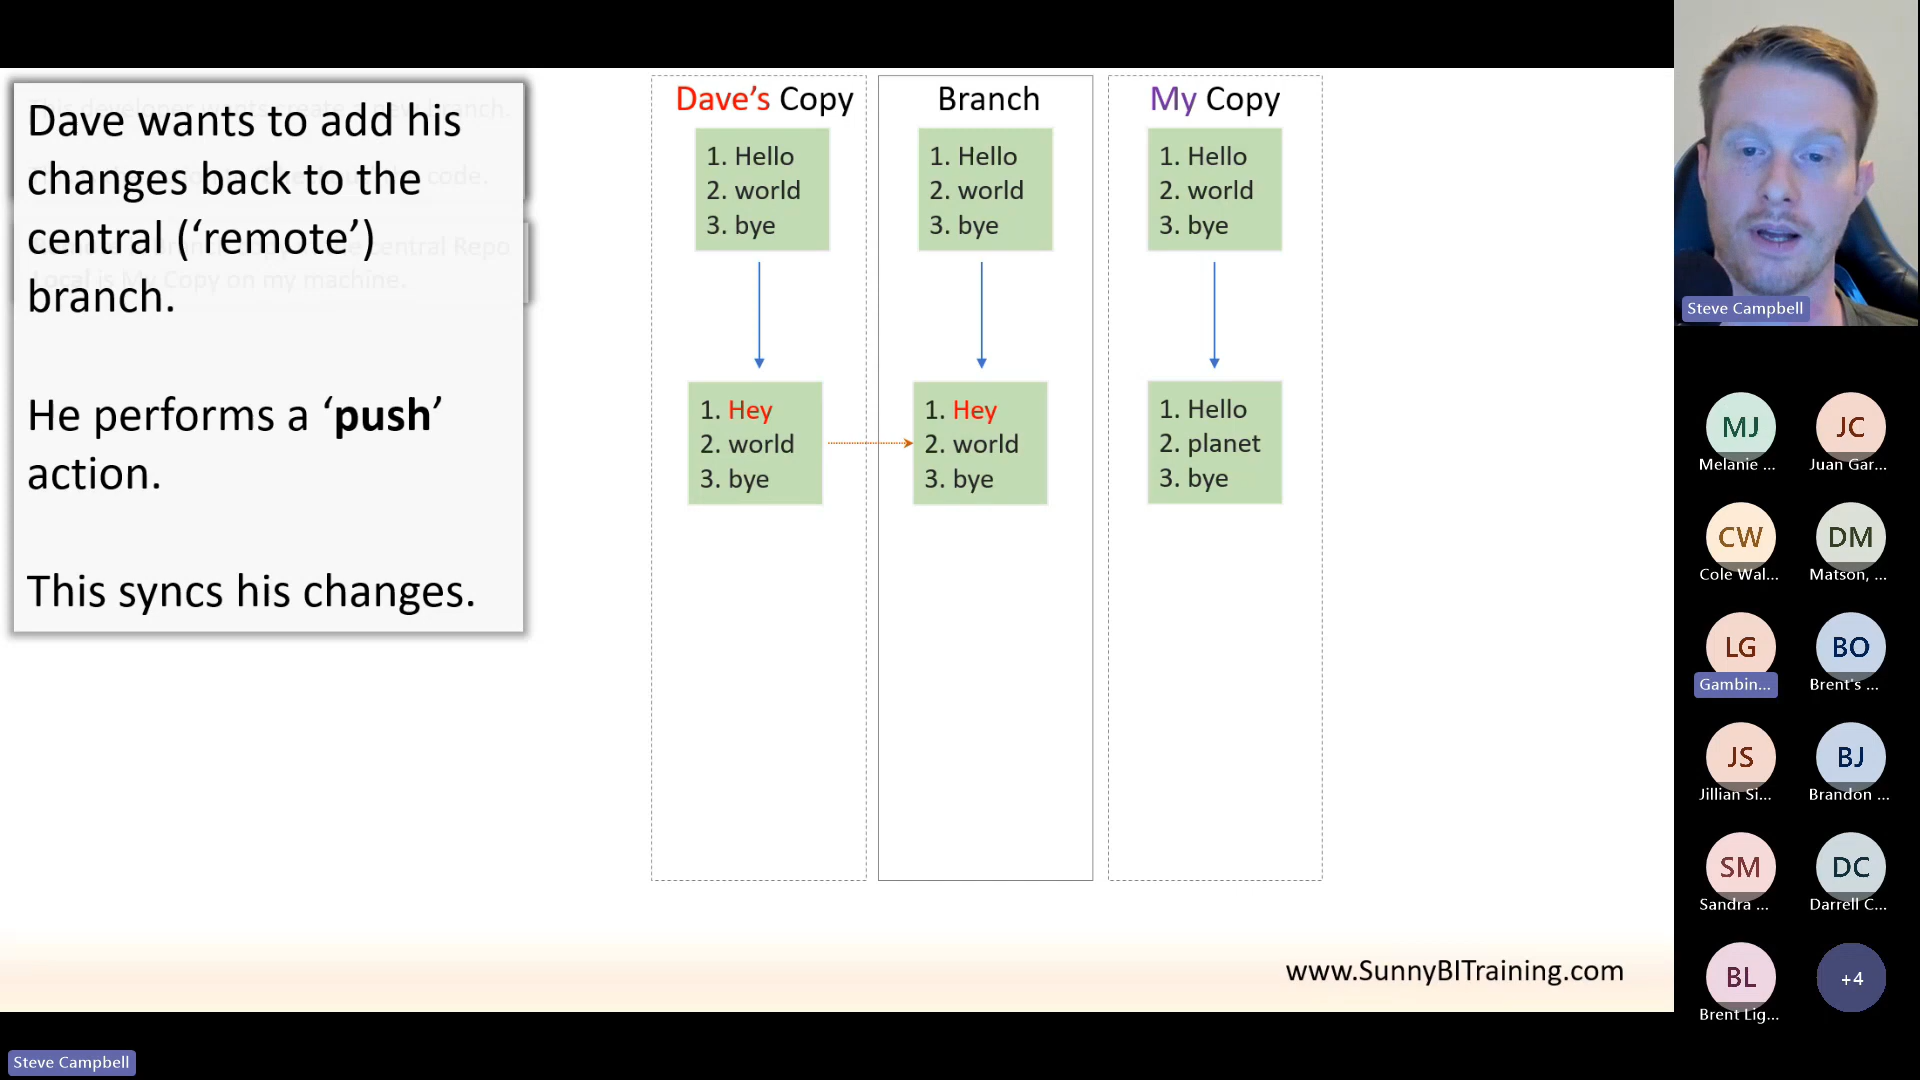 Dave wants to add his
changes back to the
central (‘remote’)
branch.
He performs a ‘push’
action.
This syncs his changes.
Dave’s Copy
1. Hello
2. world
3. bye
1. Hey
2. world
3. bye
Branch
1. Hello
2. world
3. bye
1. Hey
2. world
3. bye
My Copy
1. Hello
2. world
3. bye
1. Hello
2. planet
3. bye
www.SunnyBITraining.com
Steve Campbell
Steve Campbell
MJ
Melanie ...
JC
Juan Gar...
CW
Cole Wal...
DM
Matson, ...
LG
Gambin...
BO
Brent's ...
JS
Jillian Si...
BJ
Brandon ...
SM
Sandra ...
DC
Darrell C...
BL
Brent Lig...
+4